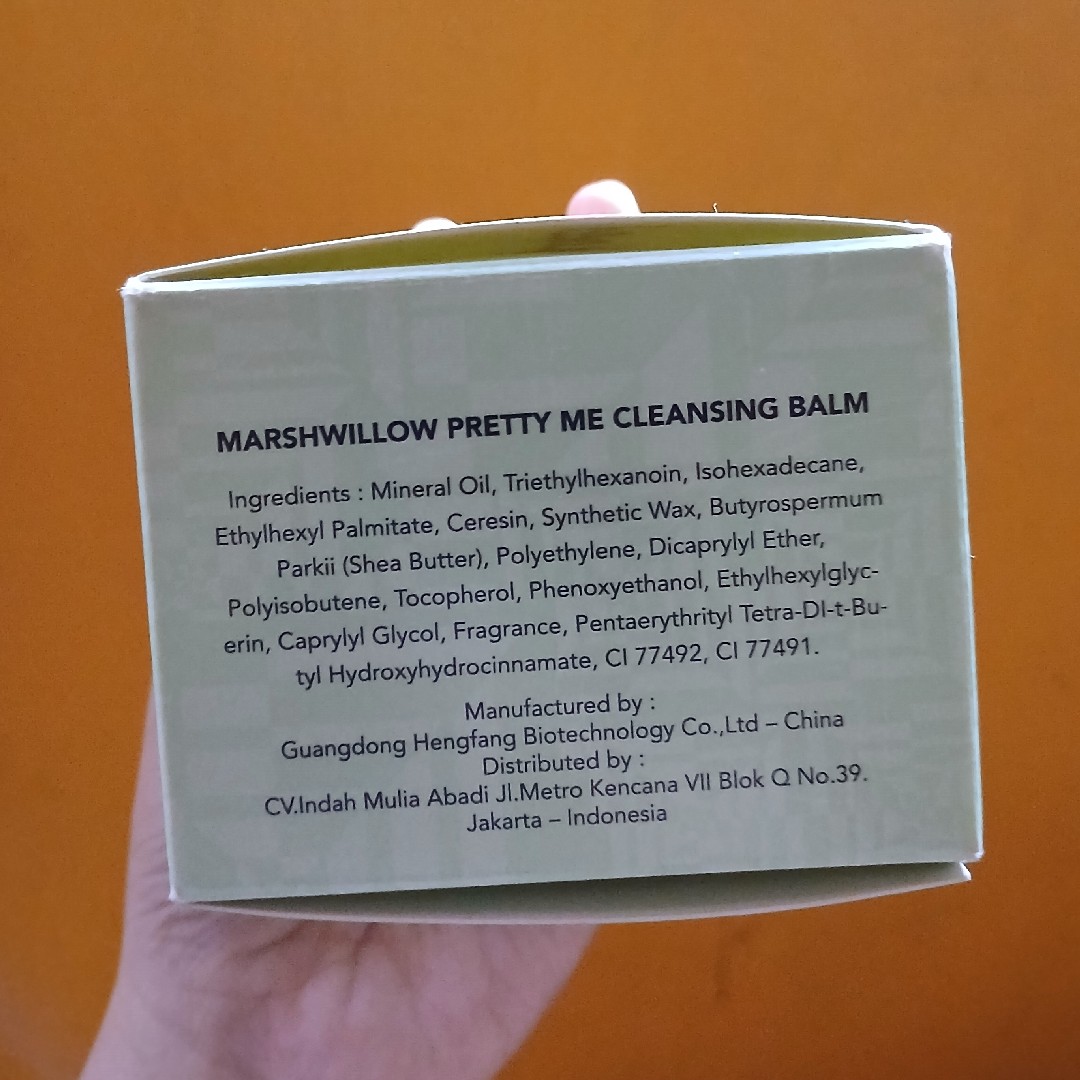 MARSHWILLOW PRETTY ME CLEANSING BALM
Ingredients : Mineral Oil, Triethylhexanoin, Isohexadecane,
Ethylhexyl Palmitate, Ceresin, Synthetic Wax, Butyrospermum
Parkii (Shea Butter), Polyethylene, Dicaprylyl Ether,
Polyisobutene, Tocopherol, Phenoxyethanol, Ethylhexylglyc-
erin, Caprylyl Glycol, Fragrance, Pentaerythrityl Tetra-DI-t-Bu-
tyl Hydroxyhydrocinnamate, CI 77492, CI 77491.
Manufactured by :
Guangdong Hengfang Biotechnology Co.,Ltd – China
Distributed by :
CV.Indah Mulia Abadi Jl.Metro Kencana VII Blok Q No.39.
Jakarta – Indonesia